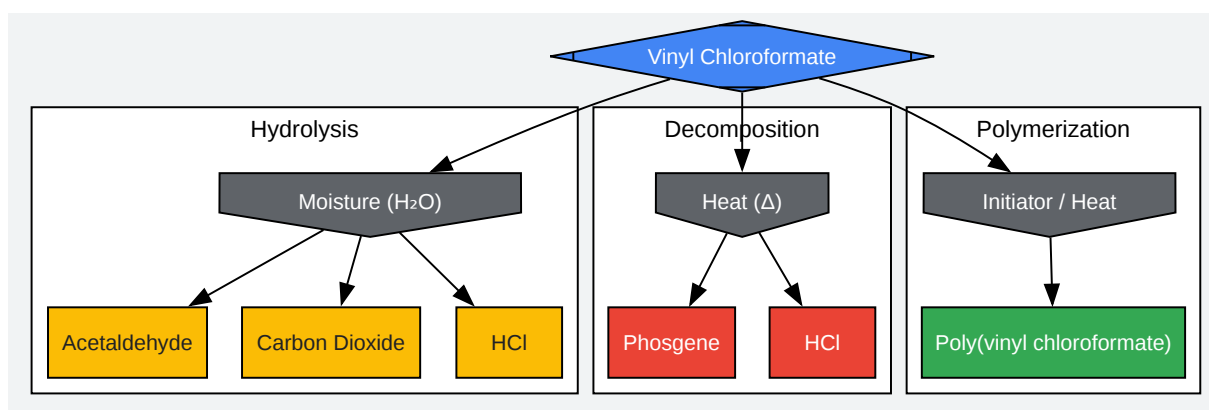 Vinyl Chloroformate
Hydrolysis
Decomposition
Polymerization
Moisture (H₂O)
Heat (Δ)
Initiator / Heat
Acetaldehyde
Carbon Dioxide
HCl
Phosgene
HCl
Poly(vinyl chloroformate)